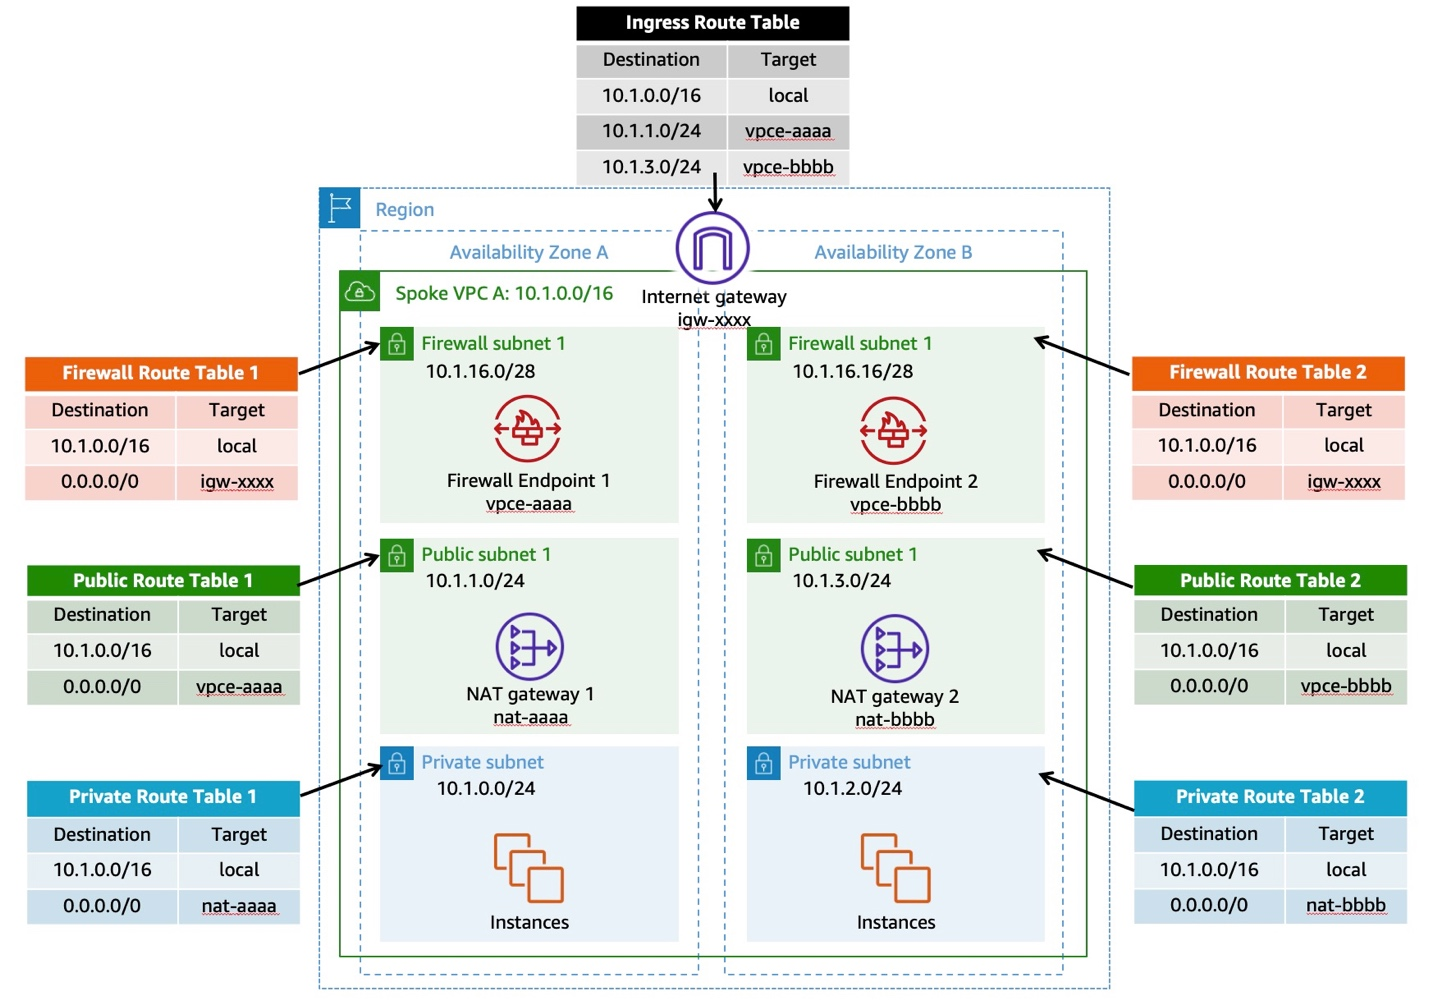 Ingress Route Table
Destination Target
10.1.0.0/16 local
10.1.1.0/24 vpce-aaaa
10.1.3.0/24 vpce-bbbb
Region
Availability Zone A
Availability Zone B
Spoke VPC A: 10.1.0.0/16
Internet gateway
igw-xxxx
Firewall Route Table 1
Destination Target
10.1.0.0/16 local
0.0.0.0/0 igw-xxxx
Firewall subnet 1
10.1.16.0/28
Firewall Endpoint 1
vpce-aaaa
Firewall subnet 1
10.1.16.16/28
Firewall Endpoint 2
vpce-bbbb
Firewall Route Table 2
Destination Target
10.1.0.0/16 local
0.0.0.0/0 igw-xxxx
Public Route Table 1
Destination Target
10.1.0.0/16 local
0.0.0.0/0 vpce-aaaa
Public subnet 1
10.1.1.0/24
NAT gateway 1
nat-aaaa
Public subnet 1
10.1.3.0/24
NAT gateway 2
nat-bbbb
Public Route Table 2
Destination Target
10.1.0.0/16 local
0.0.0.0/0 vpce-bbbb
Private Route Table 1
Destination Target
10.1.0.0/16 local
0.0.0.0/0 nat-aaaa
Private subnet
10.1.0.0/24
Instances
Private subnet
10.1.2.0/24
Instances
Private Route Table 2
Destination Target
10.1.0.0/16 local
0.0.0.0/0 nat-bbbb